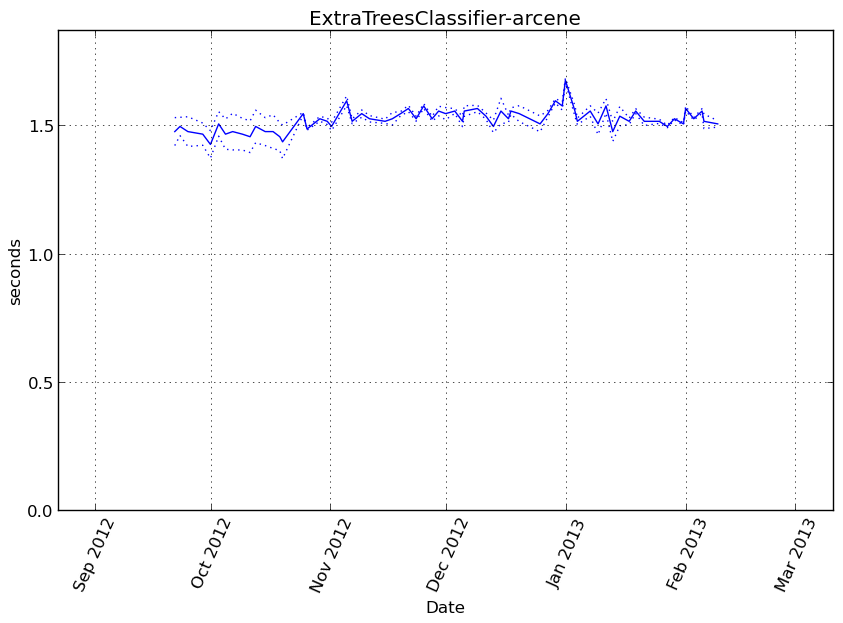 ExtraTreesClassifier-arcene
1.5
1.0
0.5
0.0
seconds
Sep 2012
Oct 2012
Nov 2012
Dec 2012
Jan 2013
Feb 2013
Mar 2013
Date